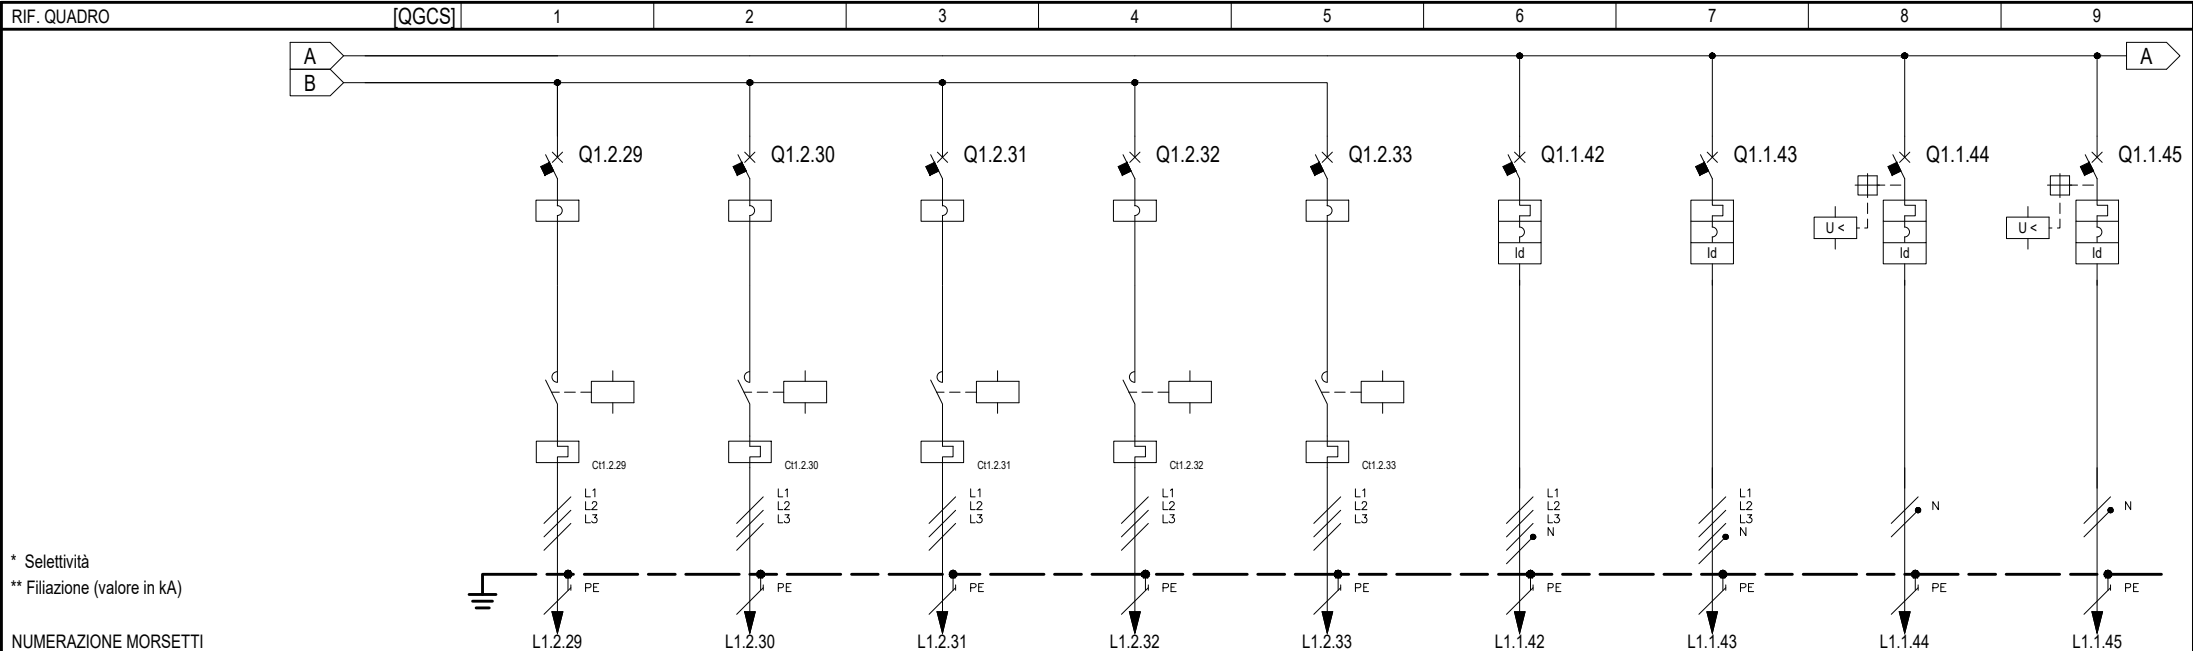 RIF. QUADRO [QGCS] 1 2 3 4 5 6 7 8 9
A A
B
Q1.2.29 Q1.2.30 Q1.2.31 Q1.2.32 Q1.2.33 Q1.1.42 Q1.1.43 Q1.1.44 Q1.1.45
U < U <
Id Id Id Id
Ct1.2.29 Ct1.2.30 Ct1.2.31 Ct1.2.32 Ct1.2.33
L1 L1 L1 L1 L1 L1 L1
L2 L2 L2 L2 L2 L2 L2 N N
L3 L3 L3 L3 L3 L3 L3
N N
* Selettività
** Filiazione (valore in kA) PE PE PE PE PE PE PE PE PE
NUMERAZIONE MORSETTI L1.2.29 L1.2.30 L1.2.31 L1.2.32 L1.2.33 L1.1.42 L1.1.43 L1.1.44 L1.1.45